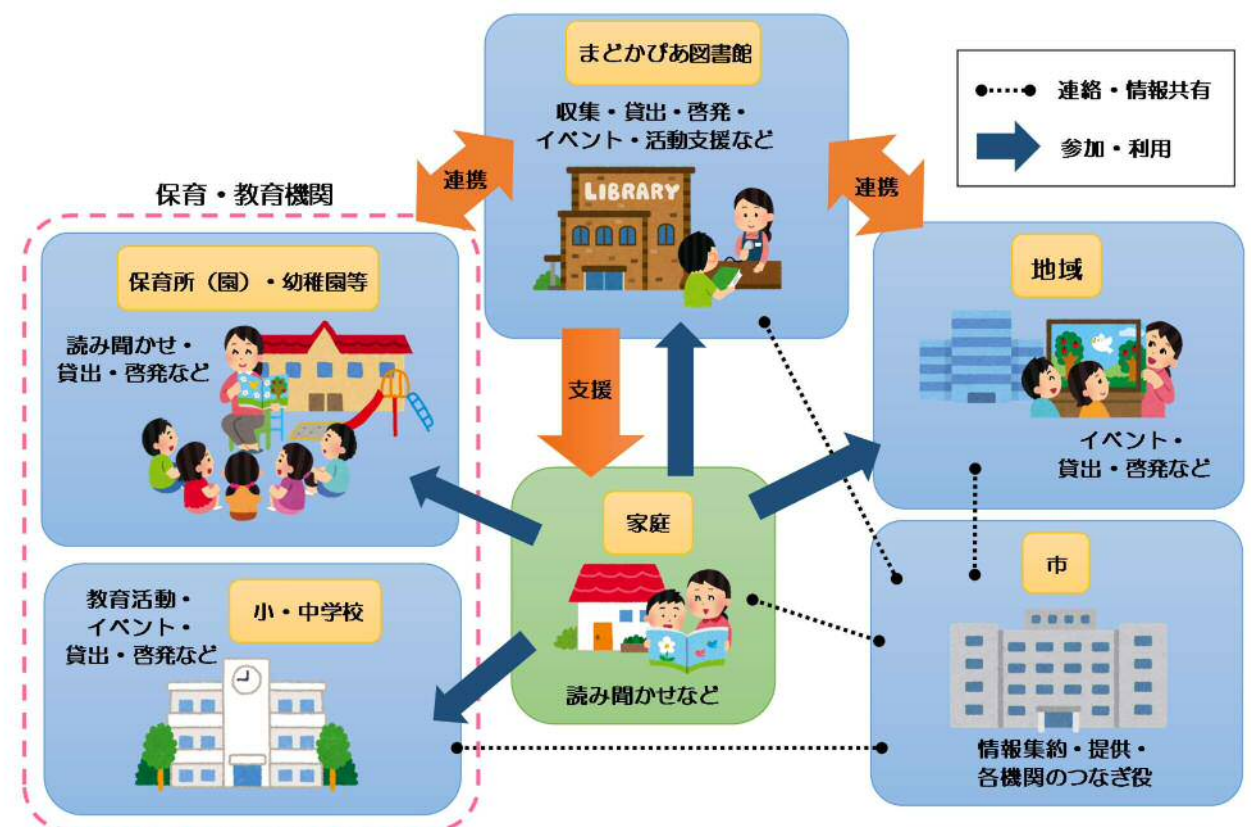 まどかぴあ図書館
収集・貸出・啓発・
イベント・活動支援など
LIBRARY
連絡・情報共有
参加・利用
連携
連携
保育・教育機関
保育所（園）・幼稚園等
読み聞かせ・
貸出・啓発など
地域
イベント・
貸出・啓発など
支援
家庭
読み聞かせなど
小・中学校
教育活動・
イベント・
貸出・啓発など
市
情報集約・提供・
各機関のつなぎ役